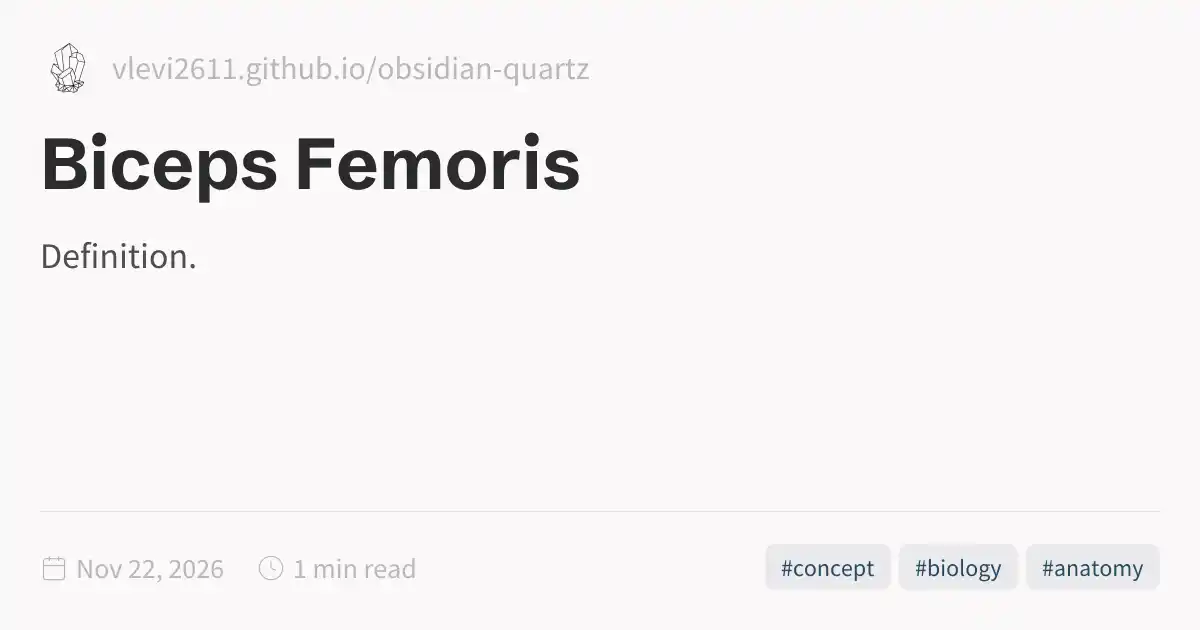 vlevi2611.github.io/obsidian-quartz
Biceps Femoris
Definition.
Nov 22, 2026 1 min read #concept #biology #anatomy